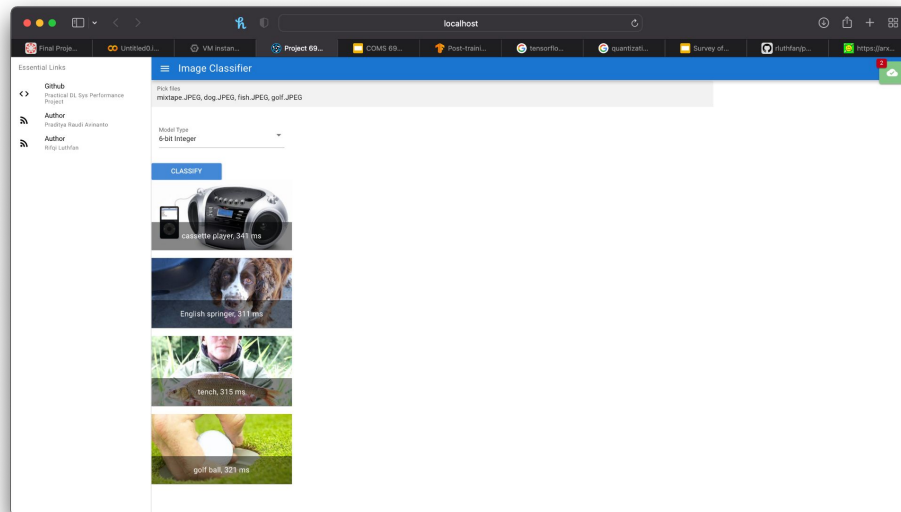 localhost
Final Proje...
Untitled0.i...
VM instan...
Project 69...
COMS 69...
Post-traini...
tensorflo...
quantizati...
Survey of...
rluthfan/p...
https://arx...
Essential Links
Github
Practical DL Sys Performance
Project
Author
Pradnya Raudi Avinanto
Author
Rifqi Luthfan
Image Classifier
2
Pick files
mixtape.JPEG, dog.JPEG, fish.JPEG, golf.JPEG
Model Type
6-bit Integer
CLASSIFY
cassette player, 341 ms
English springer, 311 ms
tench, 315 ms
golf ball, 321 ms